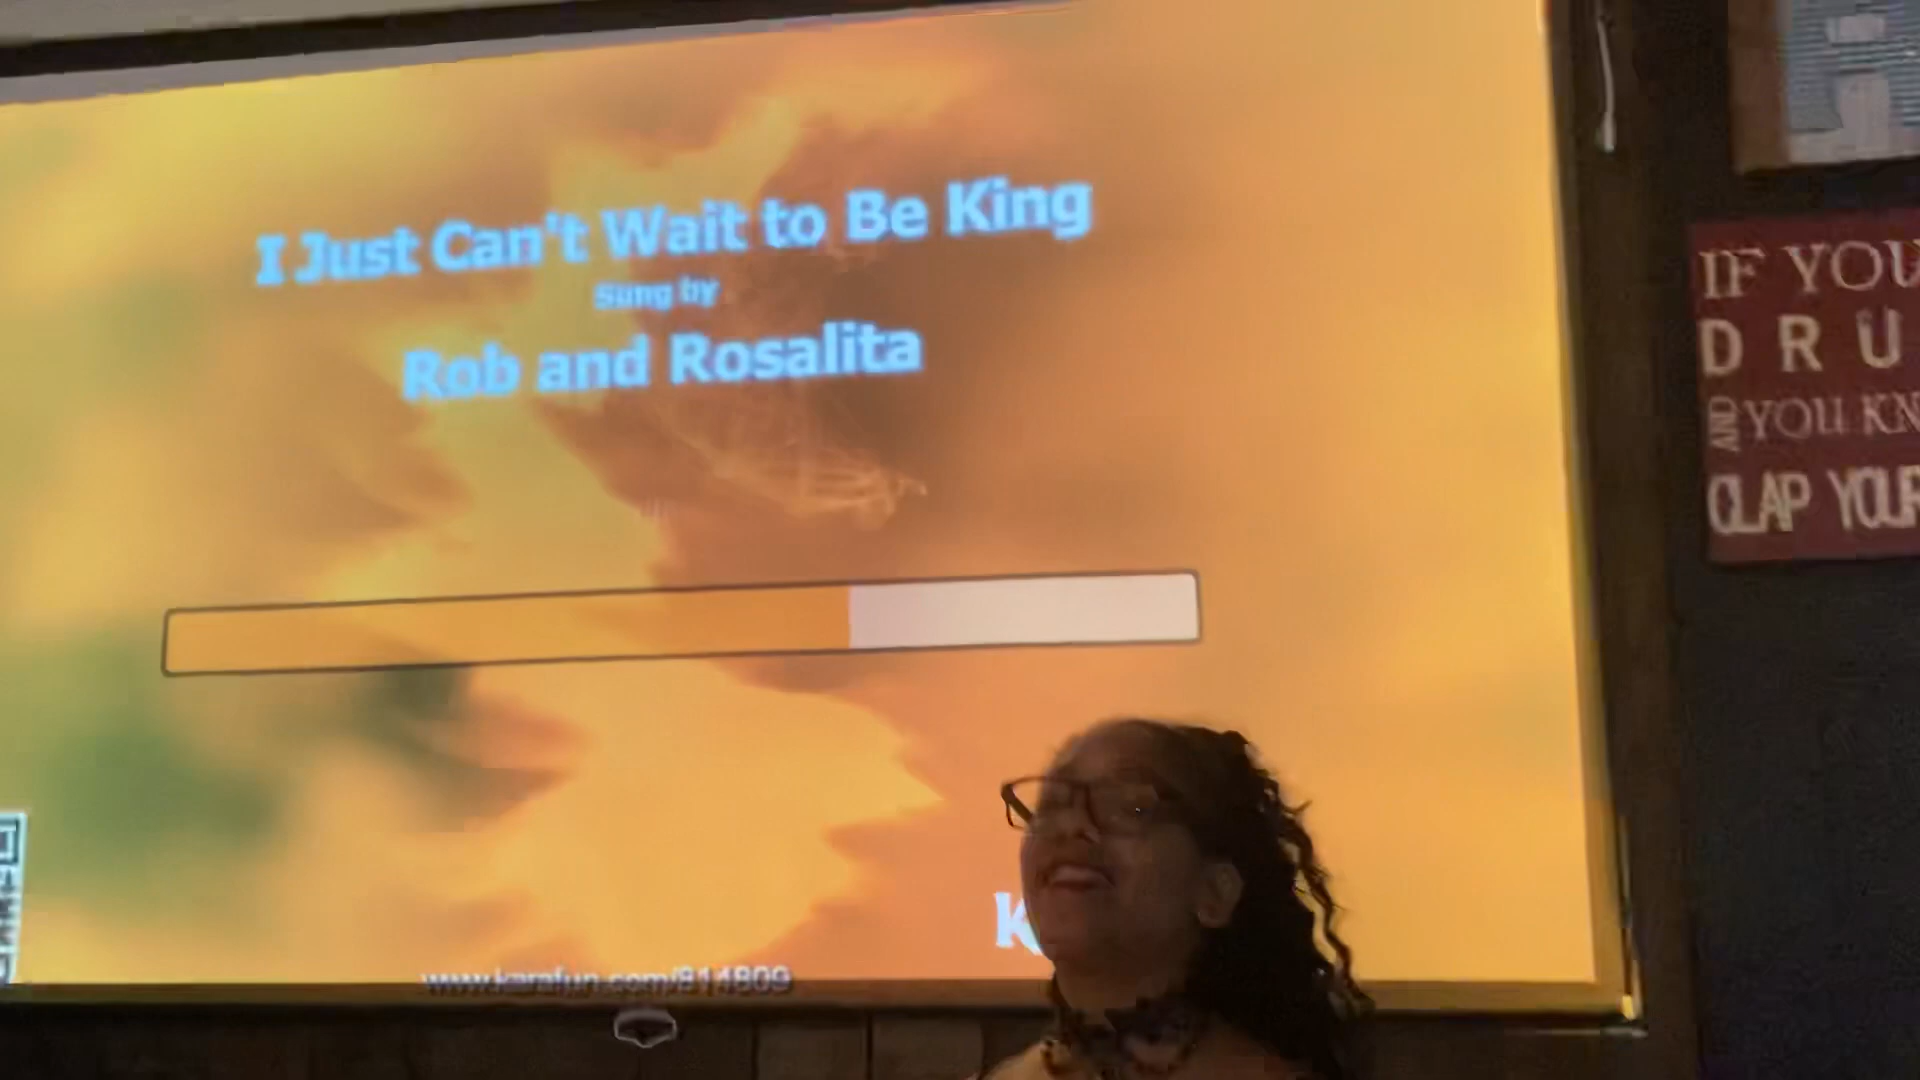 I Just Can't Wait to Be King
Sung by
Rob and Rosalita
www.karafun.com/814809
K
IF YOU
DRU
AND YOU KN
CLAP YOUR